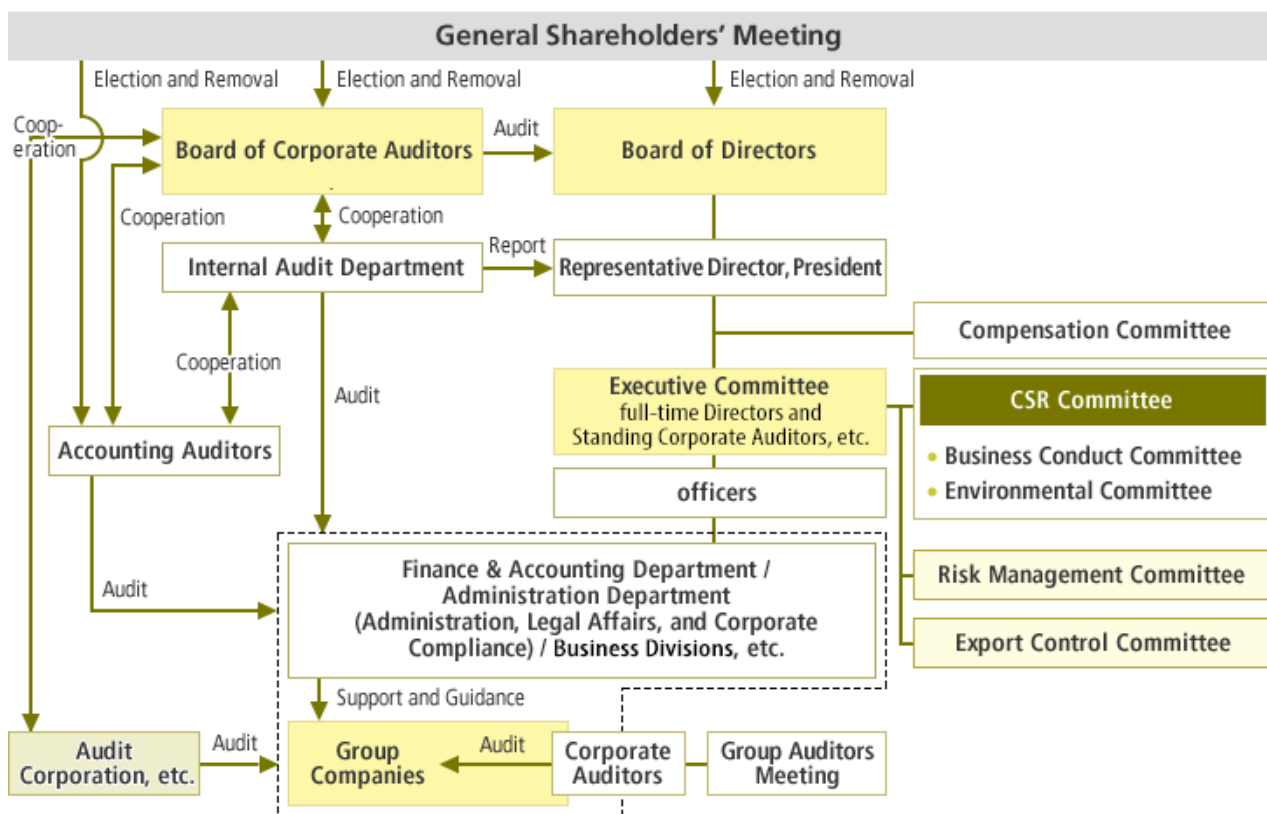 General Shareholders' Meeting
Election and Removal
Election and Removal
Election and Removal
Coop-
eration
Board of Corporate Auditors
Audit
Board of Directors
Cooperation
Cooperation
Internal Audit Department
Report
Representative Director, President
Compensation Committee
Cooperation
Audit
Executive Committee
full-time Directors and
Standing Corporate Auditors, etc.
CSR Committee
• Business Conduct Committee
• Environmental Committee
Accounting Auditors
officers
Finance & Accounting Department /
Administration Department
(Administration, Legal Affairs, and Corporate
Compliance) / Business Divisions, etc.
Risk Management Committee
Audit
Export Control Committee
Support and Guidance
Audit
Corporation, etc.
Audit
Group
Companies
Audit
Corporate
Auditors
Group Auditors
Meeting